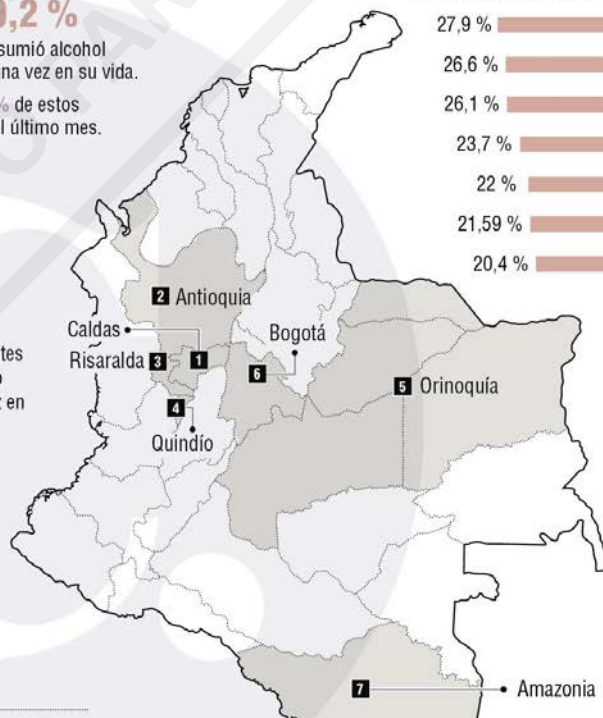 ,2 %
sumió alcohol
una vez en su vida.
% de estos
el último mes.
27,9 %
26,6 %
26,1 %
23,7 %
22 %
21,59 %
20,4 %
2 Antioquia
Caldas
1
Risaralda 3
Bogotá
6
5 Orinoquía
4
Quindío
tes
o
z en
7
Amazonia